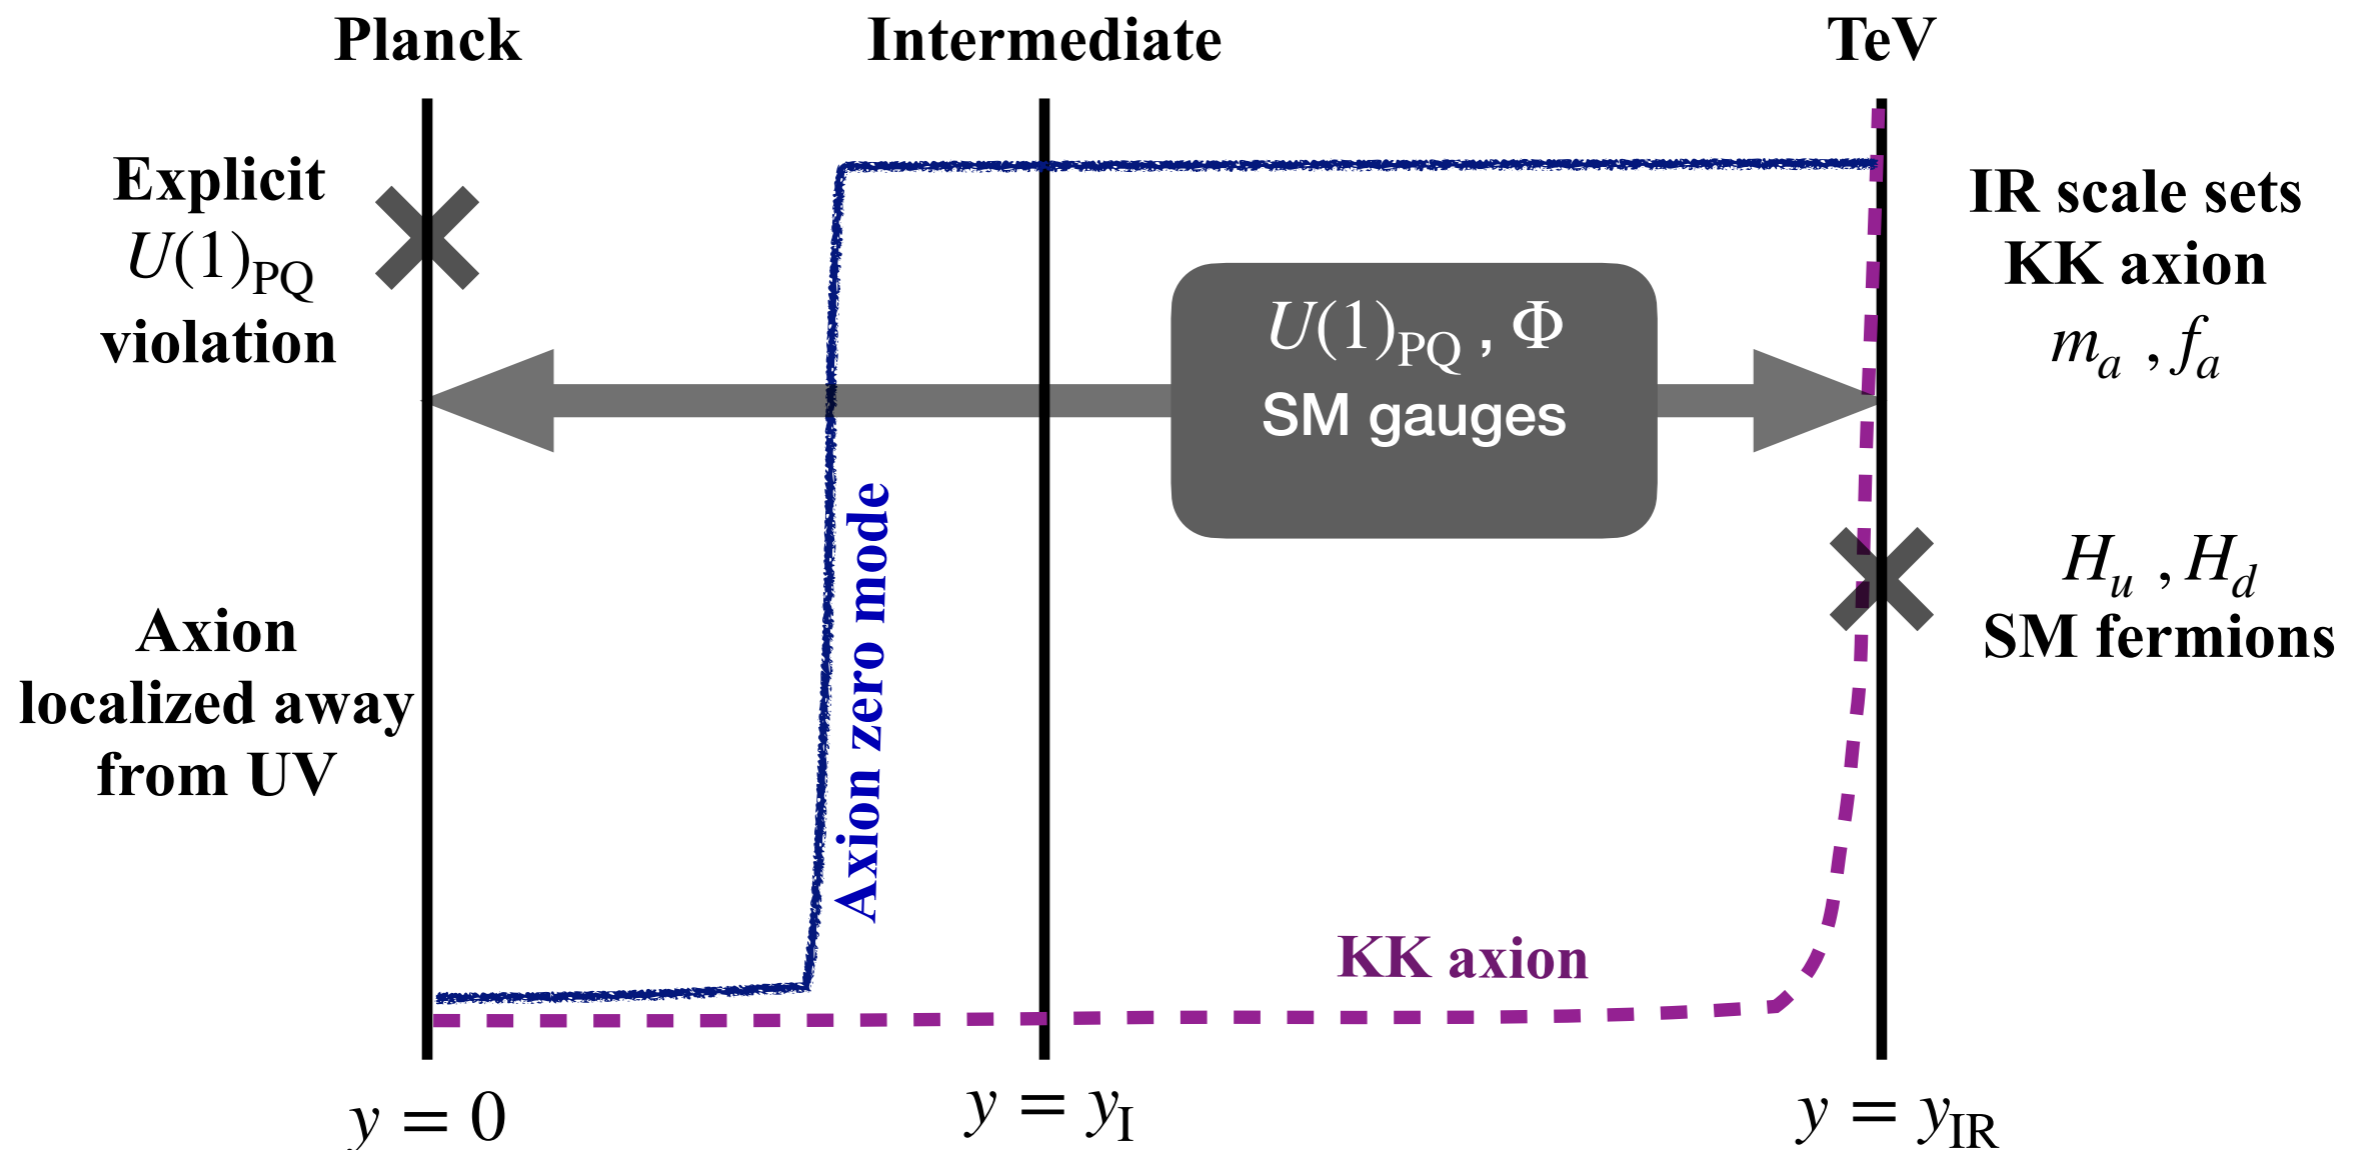 Planck
Intermediate
TeV
Explicit
U(1)PQ
violation
Axion
localized away
from UV
Axion zero mode
U(1)PQ , Φ
SM gauges
KK axion
IR scale sets
KK axion
ma , fa
Hu , Hd
SM fermions
y = 0
y = yI
y = yIR